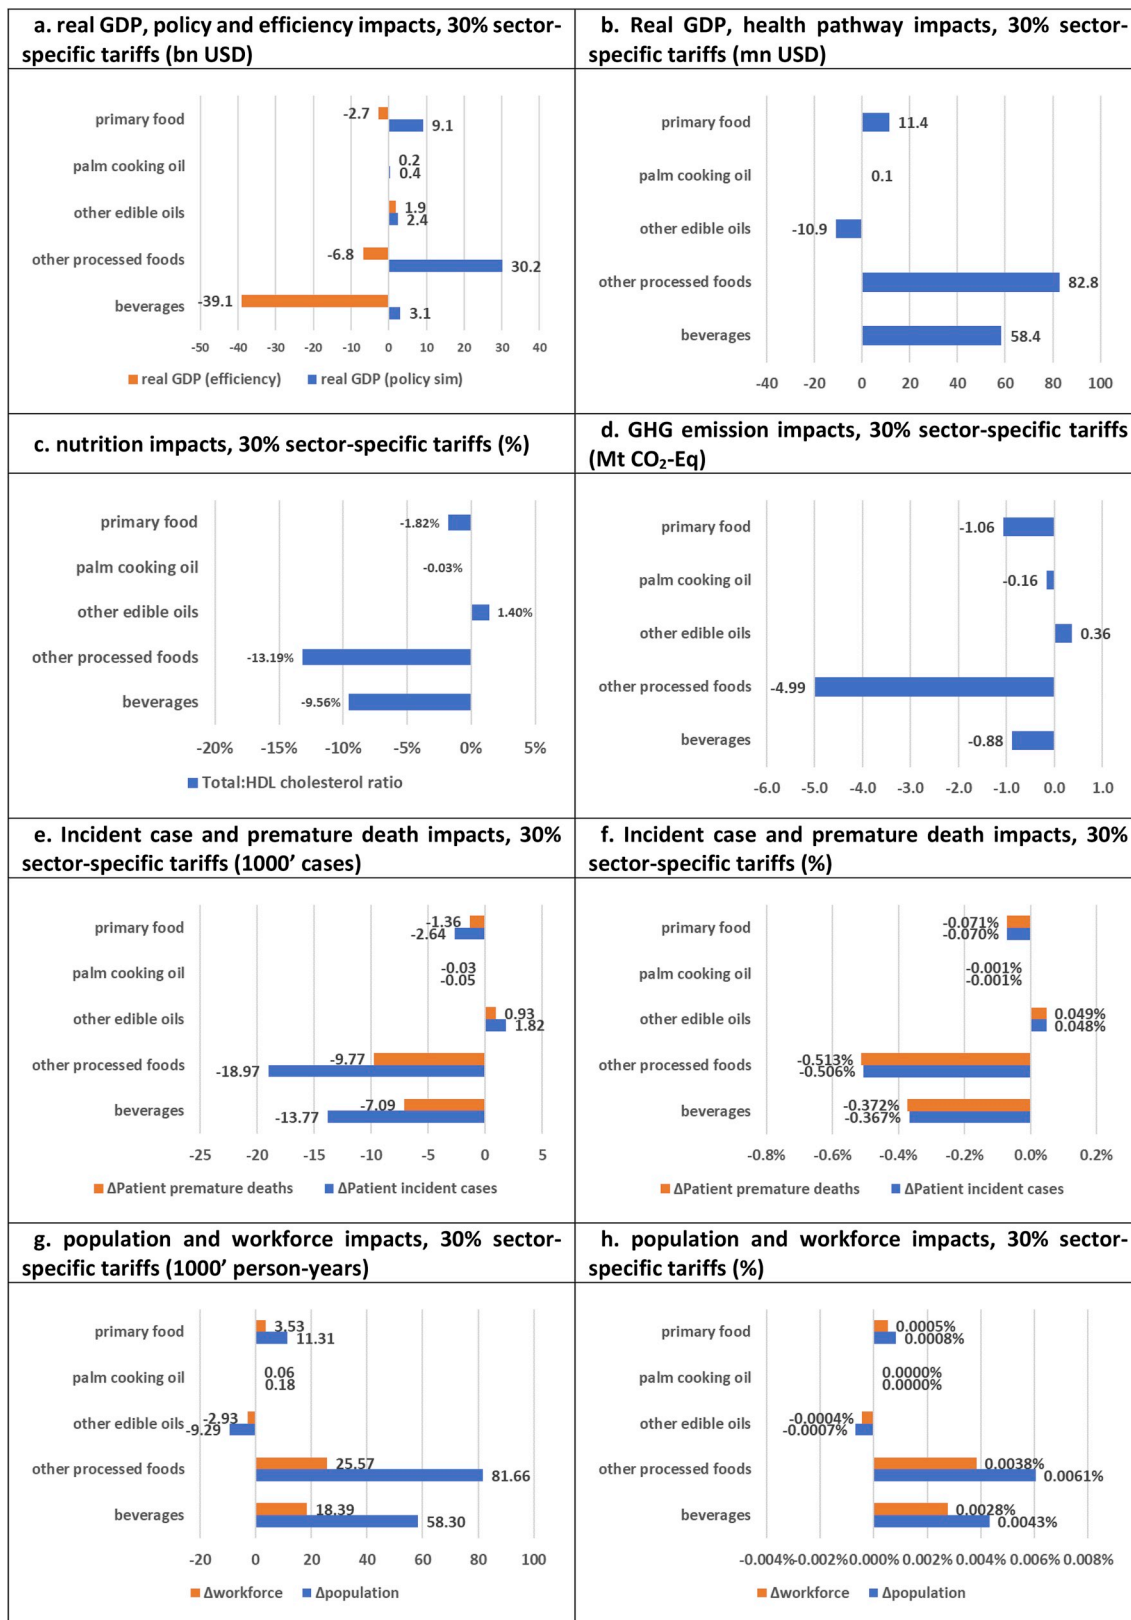 a. real GDP, policy and efficiency impacts, 30% sector-
specific tariffs (bn USD)
primary food
-2.7
9.1
palm cooking oil
0.2
0.4
other edible oils
1.9
2.4
other processed foods
-6.8
30.2
beverages
-39.1
3.1
-50 -40 -30 -20 -10 0 10 20 30 40
real GDP (efficiency) real GDP (policy sim)
b. Real GDP, health pathway impacts, 30% sector-
specific tariffs (mn USD)
primary food
11.4
palm cooking oil
0.1
other edible oils
-10.9
other processed foods
82.8
beverages
58.4
-40 -20 0 20 40 60 80 100
c. nutrition impacts, 30% sector-specific tariffs (%)
primary food
-1.82%
palm cooking oil
-0.03%
other edible oils
1.40%
other processed foods
-13.19%
beverages
-9.56%
-20% -15% -10% -5% 0% 5%
Total:HDL cholesterol ratio
d. GHG emission impacts, 30% sector-specific tariffs
(Mt CO₂-Eq)
primary food
-1.06
palm cooking oil
-0.16
other edible oils
0.36
other processed foods
-4.99
beverages
-0.88
-6.0 -5.0 -4.0 -3.0 -2.0 -1.0 0.0 1.0
e. Incident case and premature death impacts, 30%
sector-specific tariffs (1000’ cases)
primary food
-1.36
-2.64
palm cooking oil
-0.03
-0.05
other edible oils
0.93
1.82
other processed foods
-9.77
-18.97
beverages
-7.09
-13.77
-25 -20 -15 -10 -5 0 5
ΔPatient premature deaths ΔPatient incident cases
f. Incident case and premature death impacts, 30%
sector-specific tariffs (%)
primary food
-0.071%
-0.070%
palm cooking oil
-0.001%
-0.001%
other edible oils
0.049%
0.048%
other processed foods
-0.513%
-0.506%
beverages
-0.372%
-0.367%
-0.8% -0.6% -0.4% -0.2% 0.0% 0.2%
ΔPatient premature deaths ΔPatient incident cases
g. population and workforce impacts, 30% sector-
specific tariffs (1000’ person-years)
primary food
3.53
11.31
palm cooking oil
0.06
0.18
other edible oils
-2.93
-9.29
other processed foods
25.57
81.66
beverages
18.39
58.30
-20 0 20 40 60 80 100
Δworkforce Δpopulation
h. population and workforce impacts, 30% sector-
specific tariffs (%)
primary food
0.0005%
0.0008%
palm cooking oil
0.0000%
0.0000%
other edible oils
-0.0004%
-0.0007%
other processed foods
0.0038%
0.0061%
beverages
0.0028%
0.0043%
-0.004% -0.002% 0.000% 0.002% 0.004% 0.006% 0.008%
Δworkforce Δpopulation